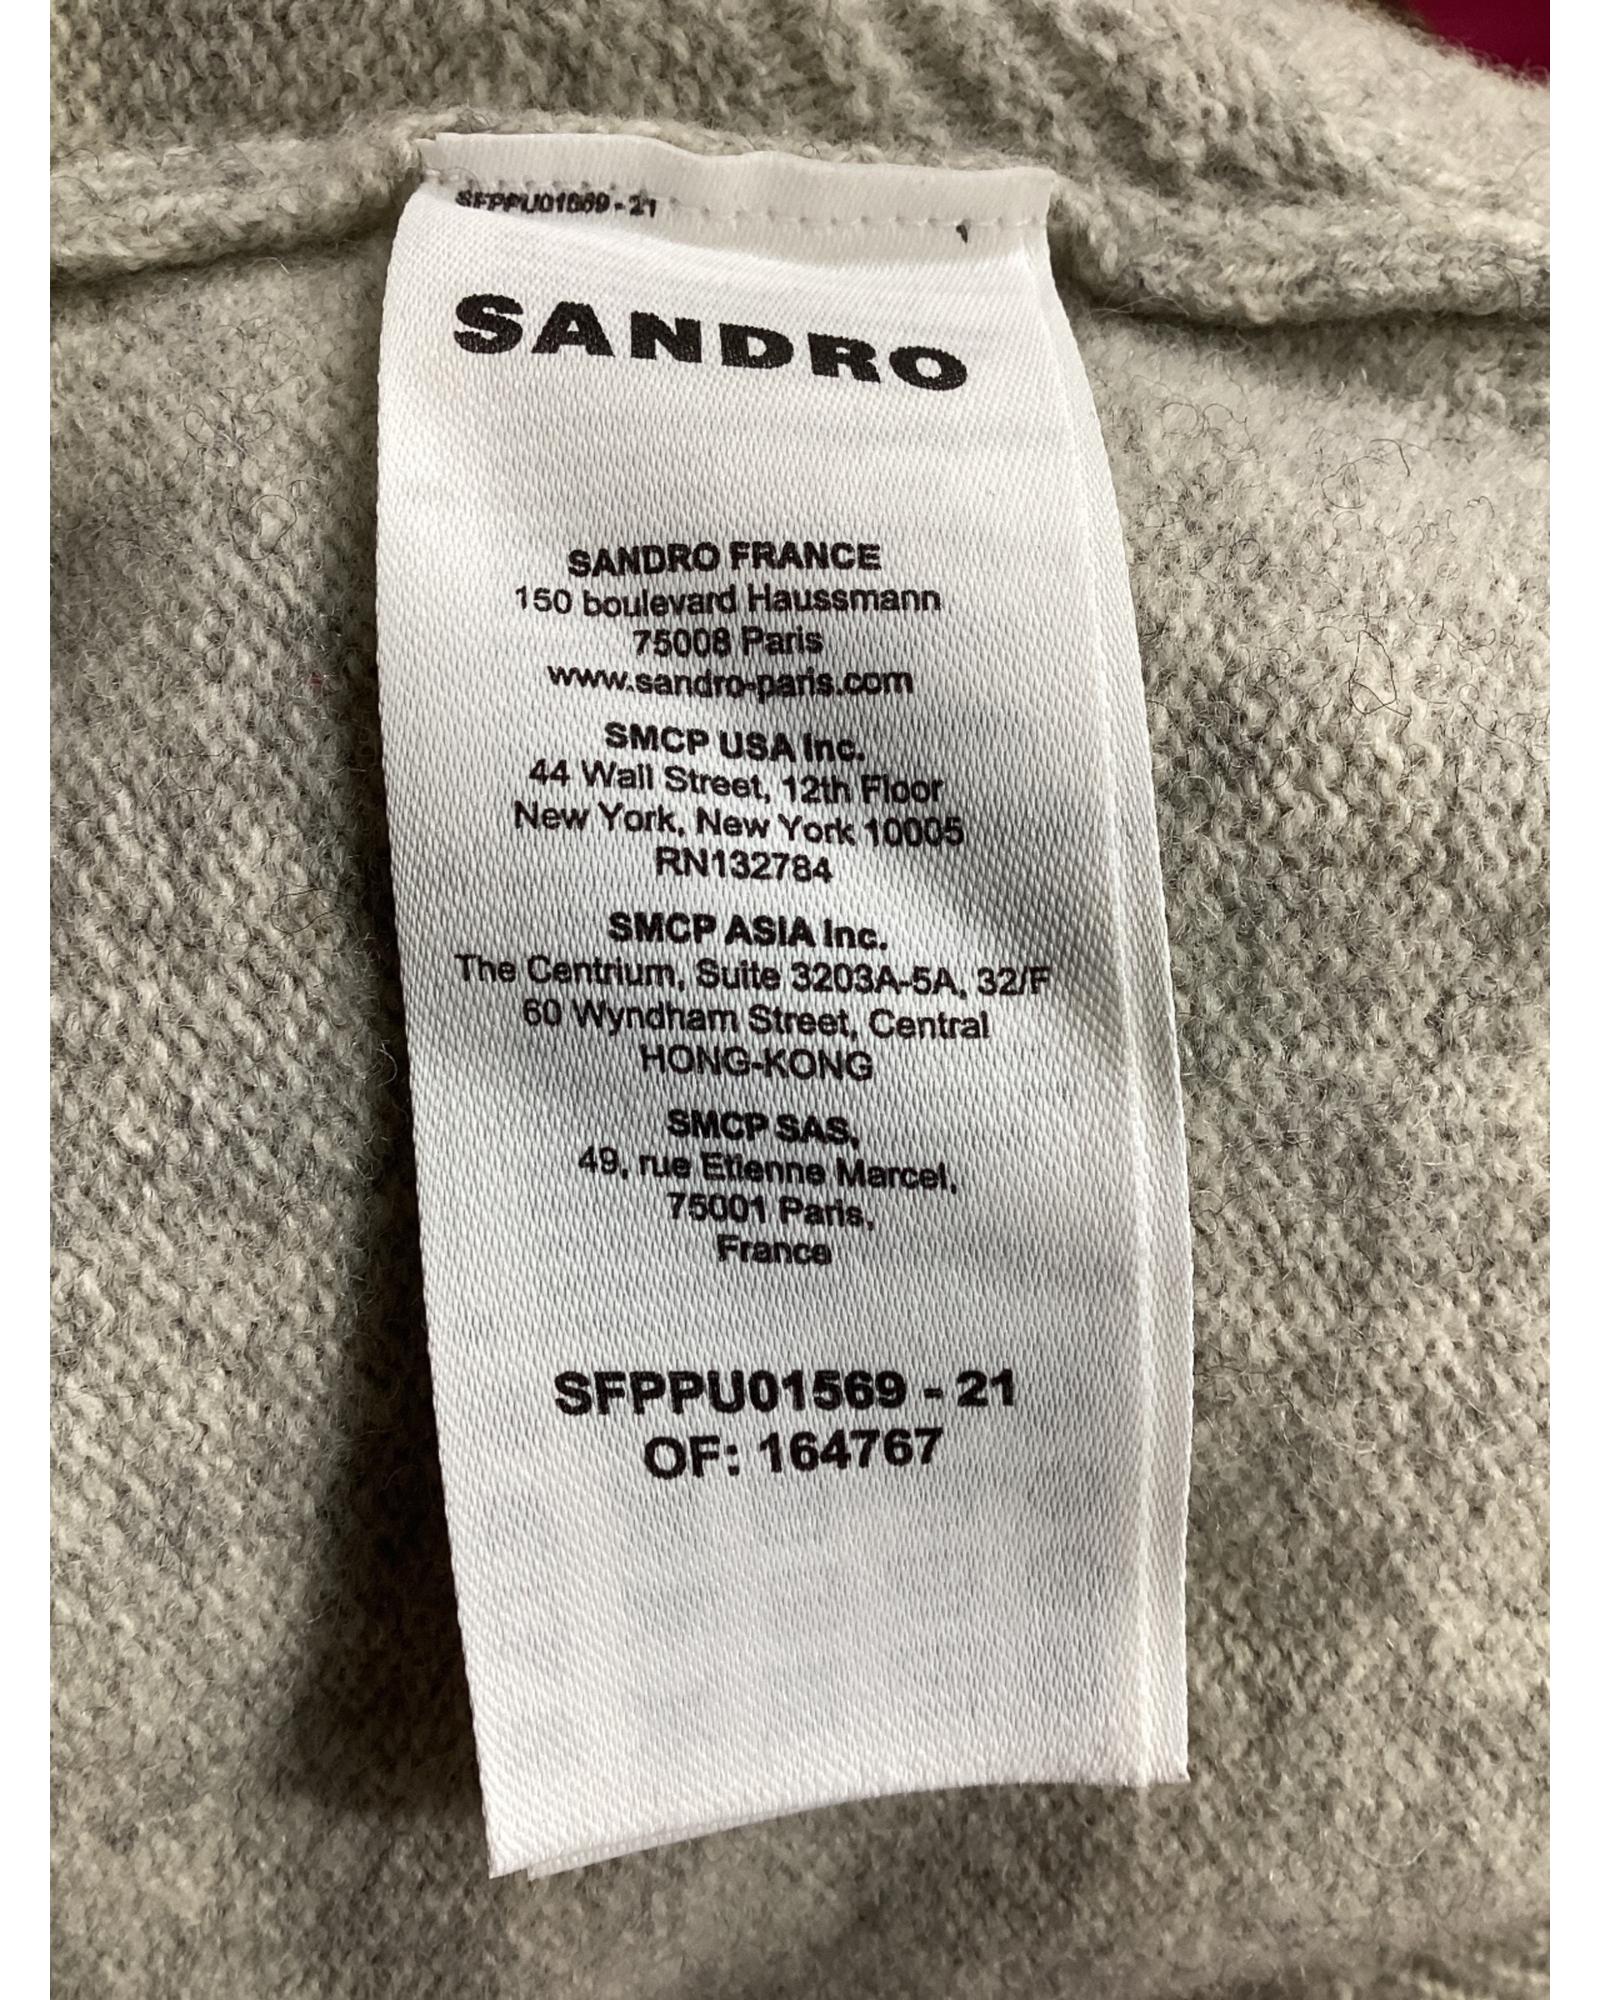 SFPPU01569 - 21
SANDRO
SANDRO FRANCE
150 boulevard Haussmann
75008 Paris
www.sandro-paris.com
SMCP USA Inc.
44 Wall Street, 12th Floor
New York, New York 10005
RN132784
SMCP ASIA Inc.
The Centrium, Suite 3203A-5A, 32/F
60 Wyndham Street, Central
HONG-KONG
SMCP SAS,
49, rue Etienne Marcel,
75001 Paris,
France
SFPPU01569 - 21
OF: 164767